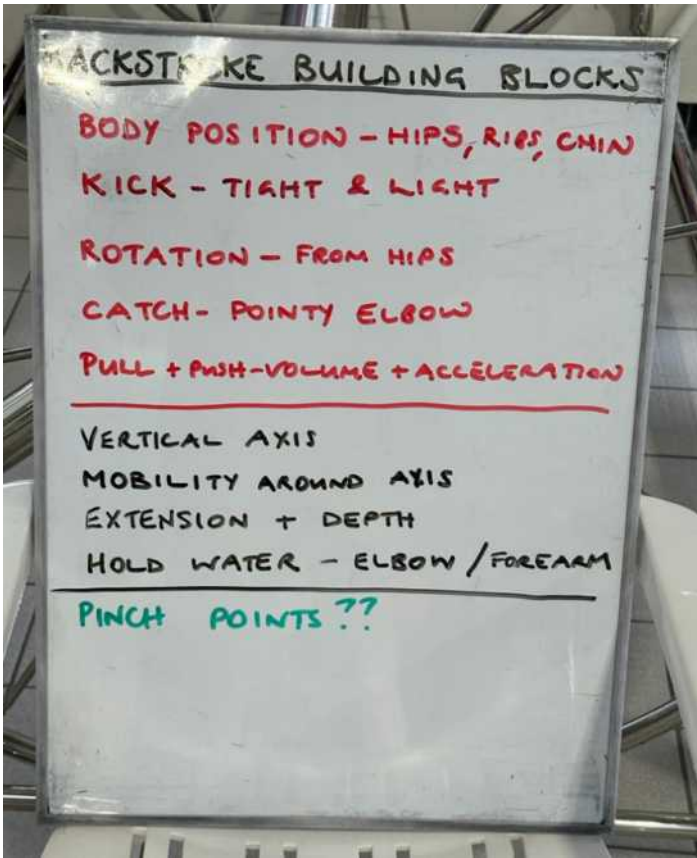 BACKSTROKE BUILDING BLOCKS
BODY POSITION - HIPS, RIBS, CHIN
KICK - TIGHT & LIGHT
ROTATION - FROM HIPS
CATCH - POINTY ELBOW
PULL + PUSH - VOLUME + ACCELERATION
VERTICAL AXIS
MOBILITY AROUND AXIS
EXTENSION + DEPTH
HOLD WATER - ELBOW / FOREARM
PINCH POINTS ??